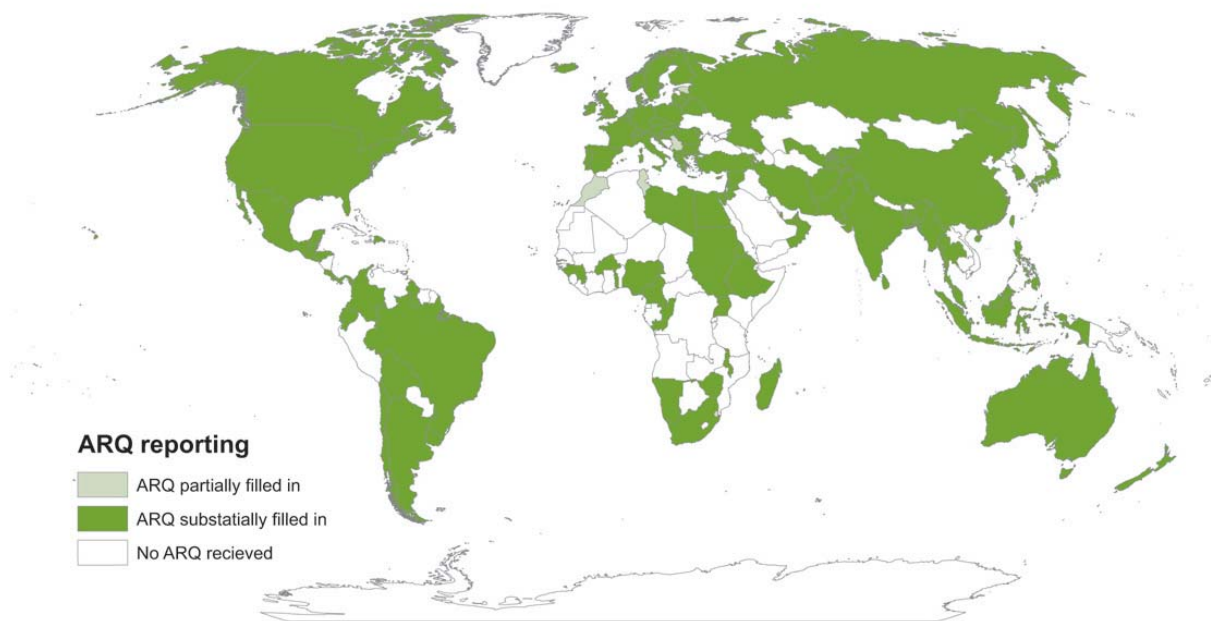 ARQ reporting
ARQ partially filled in
ARQ substatially filled in
No ARQ recieved